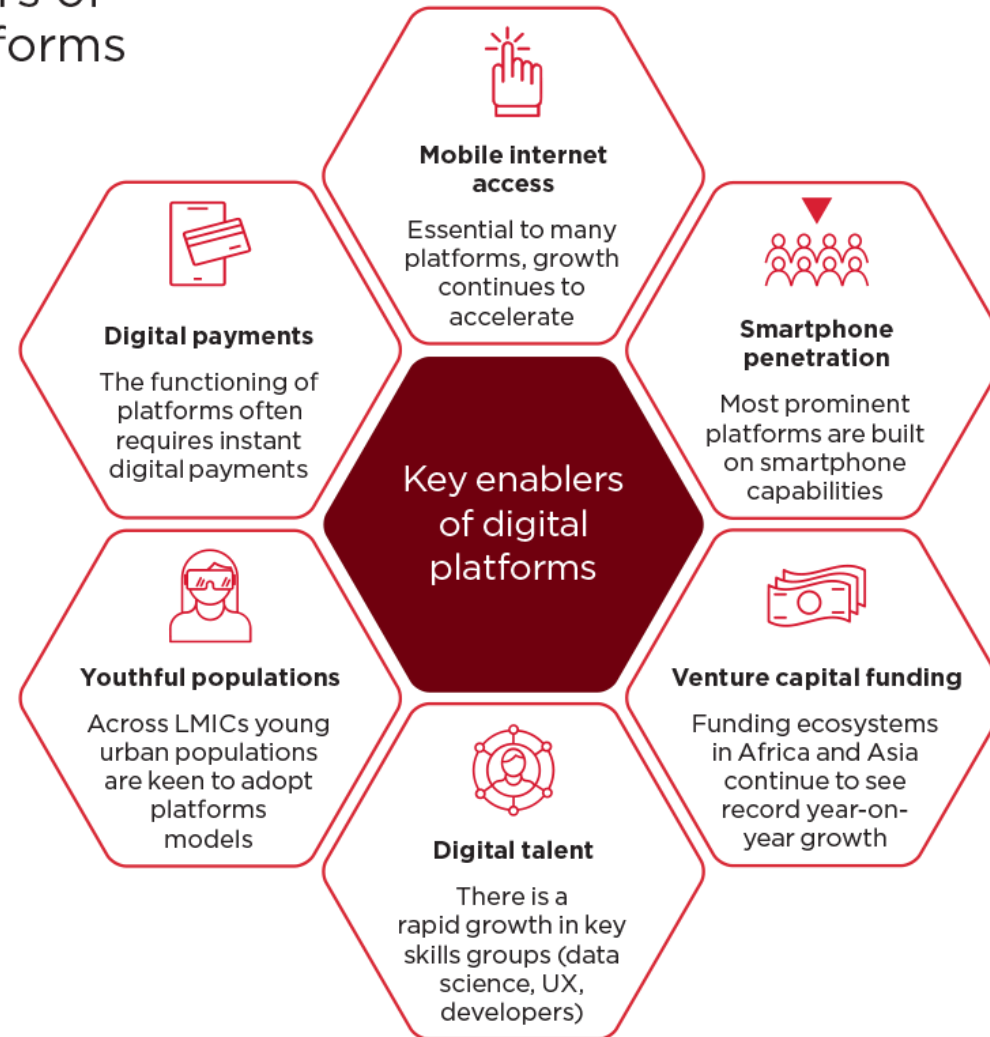 forms
Mobile internet
access
Essential to many
platforms, growth
continues to
accelerate
Digital payments
The functioning of
platforms often
requires instant
digital payments
Smartphone
penetration
Most prominent
platforms are built
on smartphone
capabilities
Key enablers
of digital
platforms
Youthful populations
Across LMICs young
urban populations
are keen to adopt
platforms
models
Venture capital funding
Funding ecosystems
in Africa and Asia
continue to see
record year-on-
year growth
Digital talent
There is a
rapid growth in key
skills groups (data
science, UX,
developers)